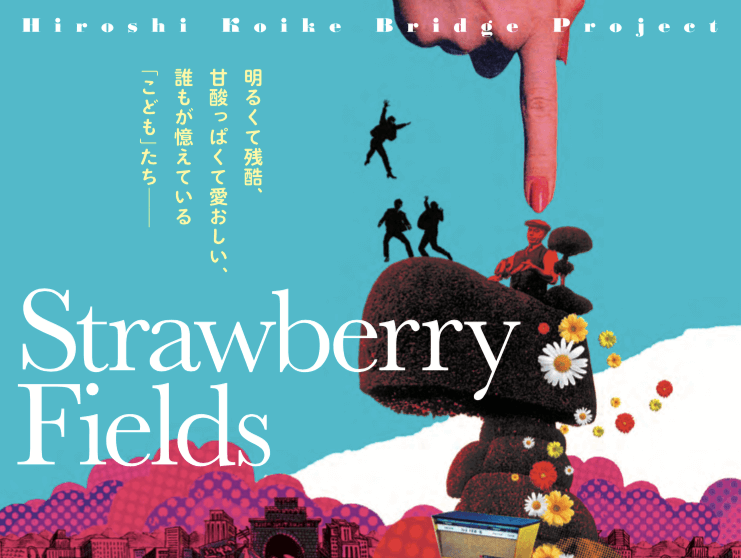 Hiroshi Koike Bridge Project
明るくて残酷、
甘酸っぱくて愛おしい、
誰もが憶えている
「こども」たち――
Strawberry
Fields